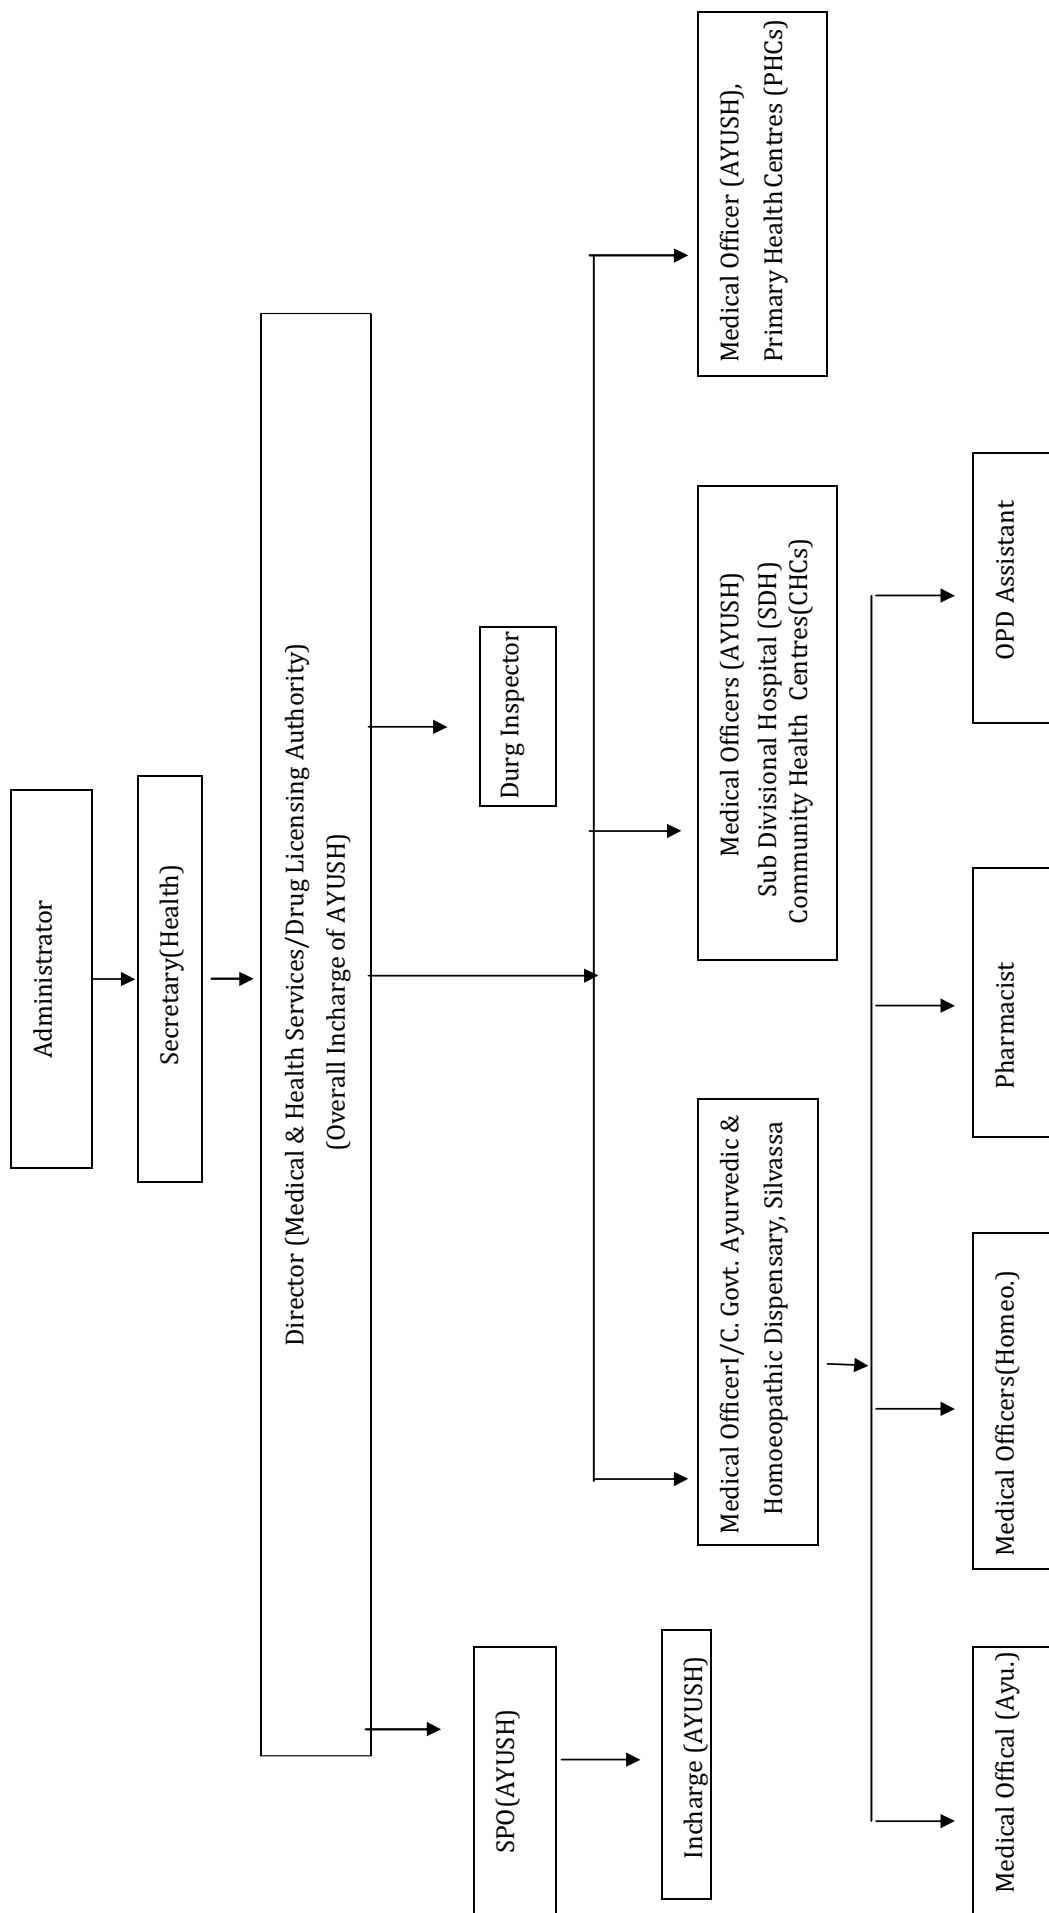 Administrator
Secretary(Health)
Director (Medical & Health Services/Drug Licensing Authority)
(Overall Incharge of AYUSH)
SPO(AYUSH)
Durg Inspector
Incharge (AYUSH)
Medical OfficerI/C. Govt. Ayurvedic &
Homoeopathic Dispensary, Silvassa
Medical Officers (AYUSH)
Sub Divisional Hospital (SDH)
Community Health Centres(CHCs)
Medical Officer (AYUSH),
Primary Health Centres (PHCs)
Medical Offical (Ayu.)
Medical Officers(Homeo.)
Pharmacist
OPD Assistant